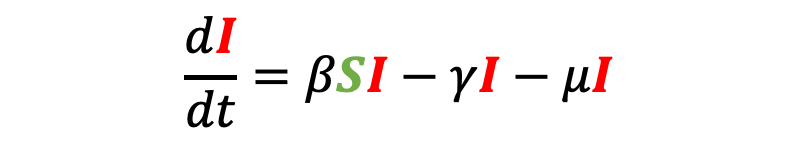 dI/dt = βSI − γI − μI